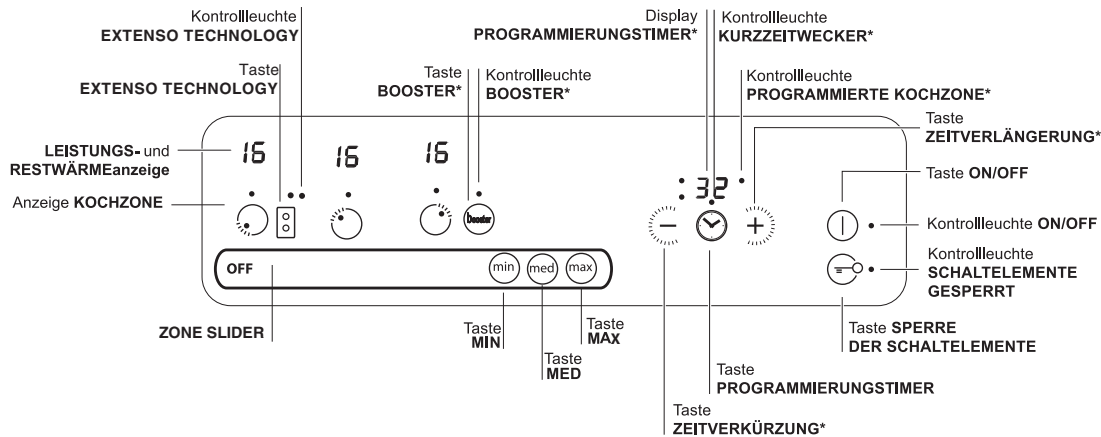 Kontrollleuchte
EXTENSO TECHNOLOGY
Taste
EXTENSO TECHNOLOGY
Taste
BOOSTER*
Kontrollleuchte
BOOSTER*
Display
PROGRAMMIERUNGSTIMER*
Kontrollleuchte
KURZZEITWECKER*
Kontrollleuchte
PROGRAMMIERTE KOCHZONE*
Taste
ZEITVERLÄNGERUNG*
LEISTUNGS- und
RESTWÄRMEanzeige
16
16
16
32
Taste ON/OFF
Anzeige KOCHZONE
booster
Kontrollleuchte ON/OFF
Kontrollleuchte
SCHALTELEMENTE
GESPERRT
OFF
min
med
max
ZONE SLIDER
Taste
MIN
Taste
MED
Taste
MAX
Taste SPERRE
DER SCHALTELEMENTE
Taste
PROGRAMMIERUNGSTIMER
Taste
ZEITVERKÜRZUNG*